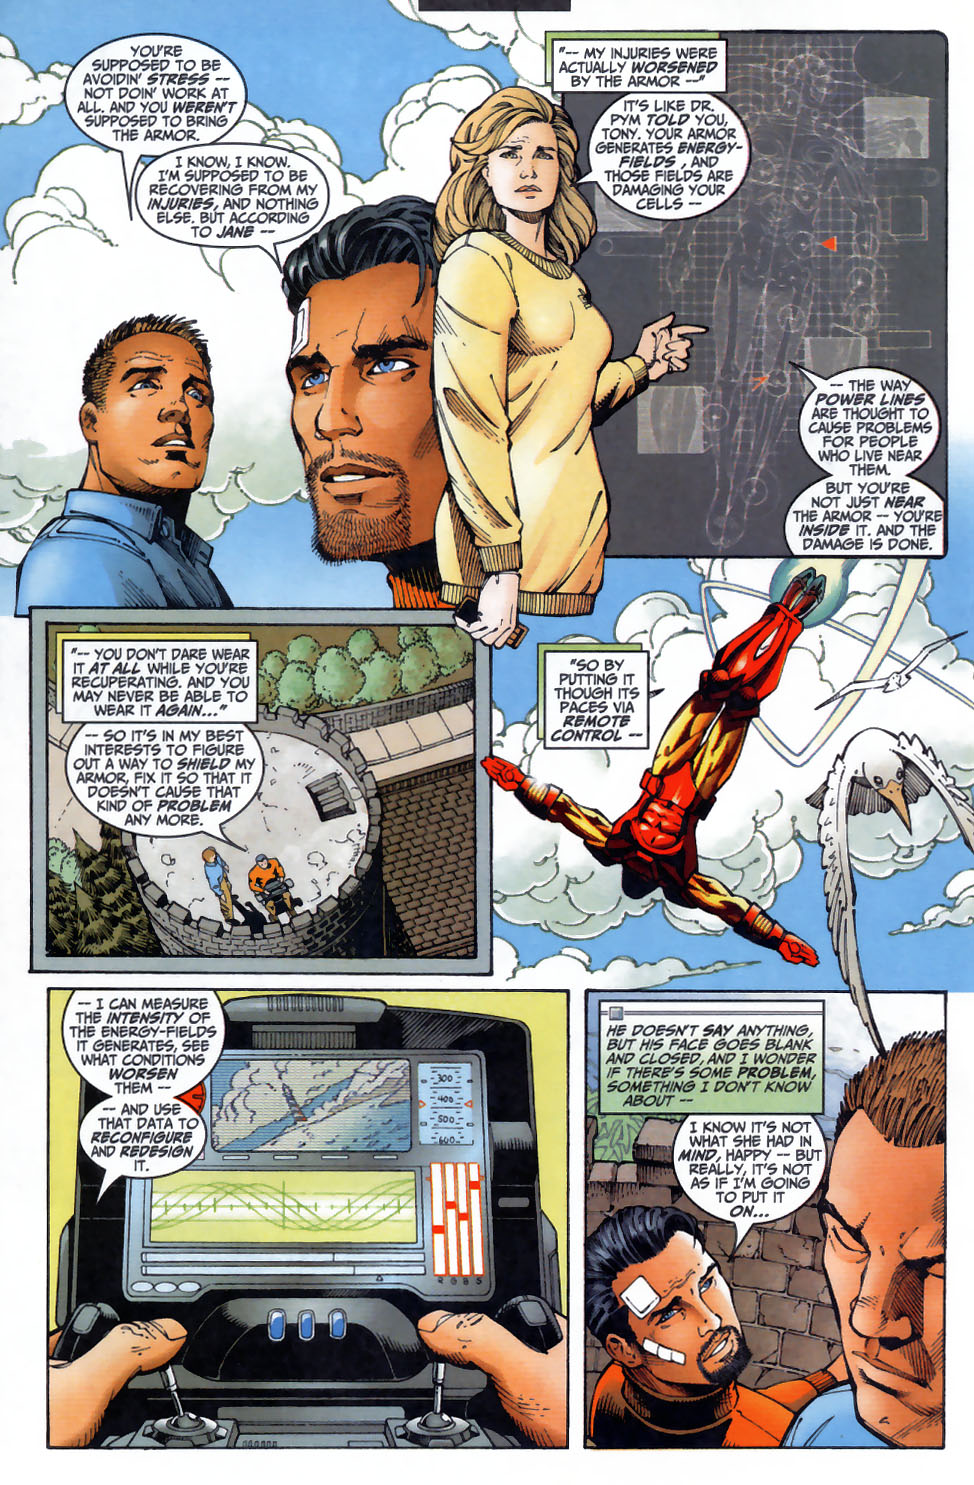 YOU'RE
SUPPOSED TO BE
AVOIDIN' STRESS --
NOT DOIN' WORK AT
ALL. AND YOU WEREN'T
SUPPOSED TO BRING
THE ARMOR.
I KNOW, I KNOW.
I'M SUPPOSED TO BE
RECOVERING FROM MY
INJURIES, AND NOTHING
ELSE. BUT ACCORDING
TO JANE --
"-- MY INJURIES WERE
ACTUALLY WORSENED
BY THE ARMOR --"
IT'S LIKE DR.
PYM TOLD YOU,
TONY. YOUR ARMOR
GENERATES ENERGY-
FIELDS, AND
THOSE FIELDS ARE
DAMAGING YOUR
CELLS --
-- THE WAY
POWER LINES
ARE THOUGHT TO
CAUSE PROBLEMS
FOR PEOPLE
WHO LIVE NEAR
THEM.
BUT YOU'RE
NOT JUST NEAR
THE ARMOR -- YOU'RE
INSIDE IT. AND THE
DAMAGE IS DONE.
"-- YOU DON'T DARE WEAR
IT AT ALL WHILE YOU'RE
RECUPERATING. AND YOU
MAY NEVER BE ABLE TO
WEAR IT AGAIN..."
-- SO IT'S IN MY BEST
INTERESTS TO FIGURE
OUT A WAY TO SHIELD MY
ARMOR, FIX IT SO THAT IT
DOESN'T CAUSE THAT
KIND OF PROBLEM
ANY MORE.
"SO BY
PUTTING IT
THOUGH ITS
PACES VIA
REMOTE
CONTROL --
-- I CAN MEASURE
THE INTENSITY OF
THE ENERGY-FIELDS
IT GENERATES, SEE
WHAT CONDITIONS
WORSEN
THEM --
-- AND USE
THAT DATA TO
RECONFIGURE
AND REDESIGN
IT.
300
400
500
600
R G B S
HE DOESN'T SAY ANYTHING,
BUT HIS FACE GOES BLANK
AND CLOSED, AND I WONDER
IF THERE'S SOME PROBLEM,
SOMETHING I DON'T KNOW
ABOUT --
I KNOW IT'S NOT
WHAT SHE HAD IN
MIND, HAPPY -- BUT
REALLY, IT'S NOT
AS IF I'M GOING
TO PUT IT
ON...